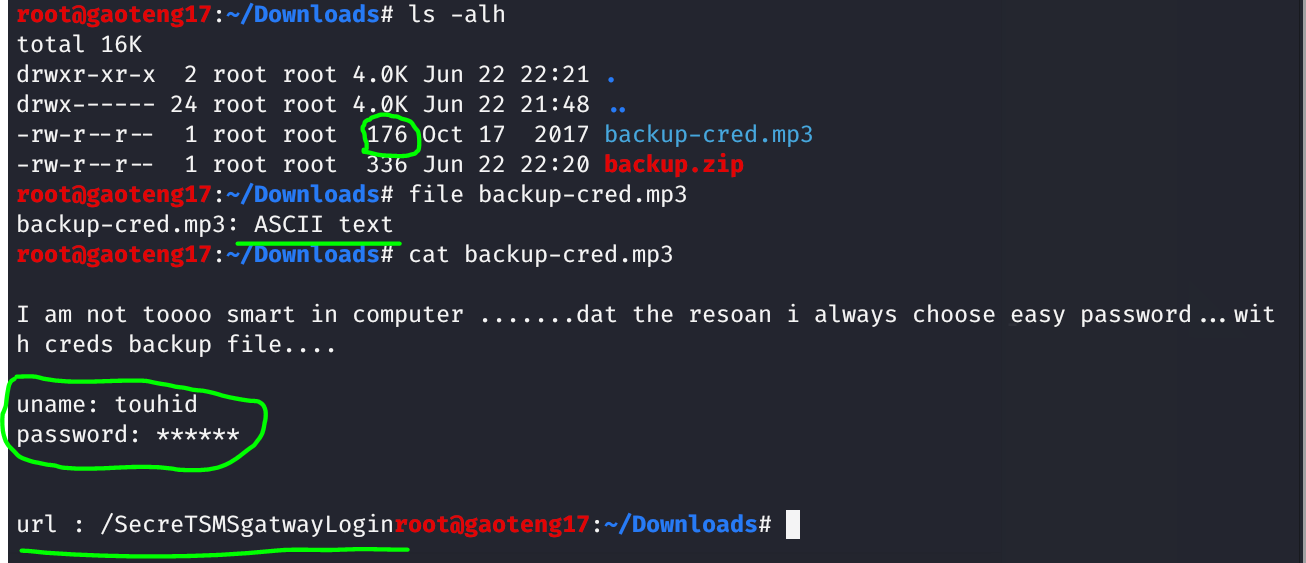 root@gaoteng17:~/Downloads# ls -alh
total 16K
drwxr-xr-x  2 root root 4.0K Jun 22 22:21 .
drwx------ 24 root root 4.0K Jun 22 21:48 ..
-rw-r--r--  1 root root  176 Oct 17  2017 backup-cred.mp3
-rw-r--r--  1 root root  336 Jun 22 22:20 backup.zip
root@gaoteng17:~/Downloads# file backup-cred.mp3
backup-cred.mp3: ASCII text
root@gaoteng17:~/Downloads# cat backup-cred.mp3
I am not toooo smart in computer .......dat the resoan i always choose easy password...wit
h creds backup file....
uname: touhid
password: ******
url : /SecreTSMSgatwayLoginroot@gaoteng17:~/Downloads#